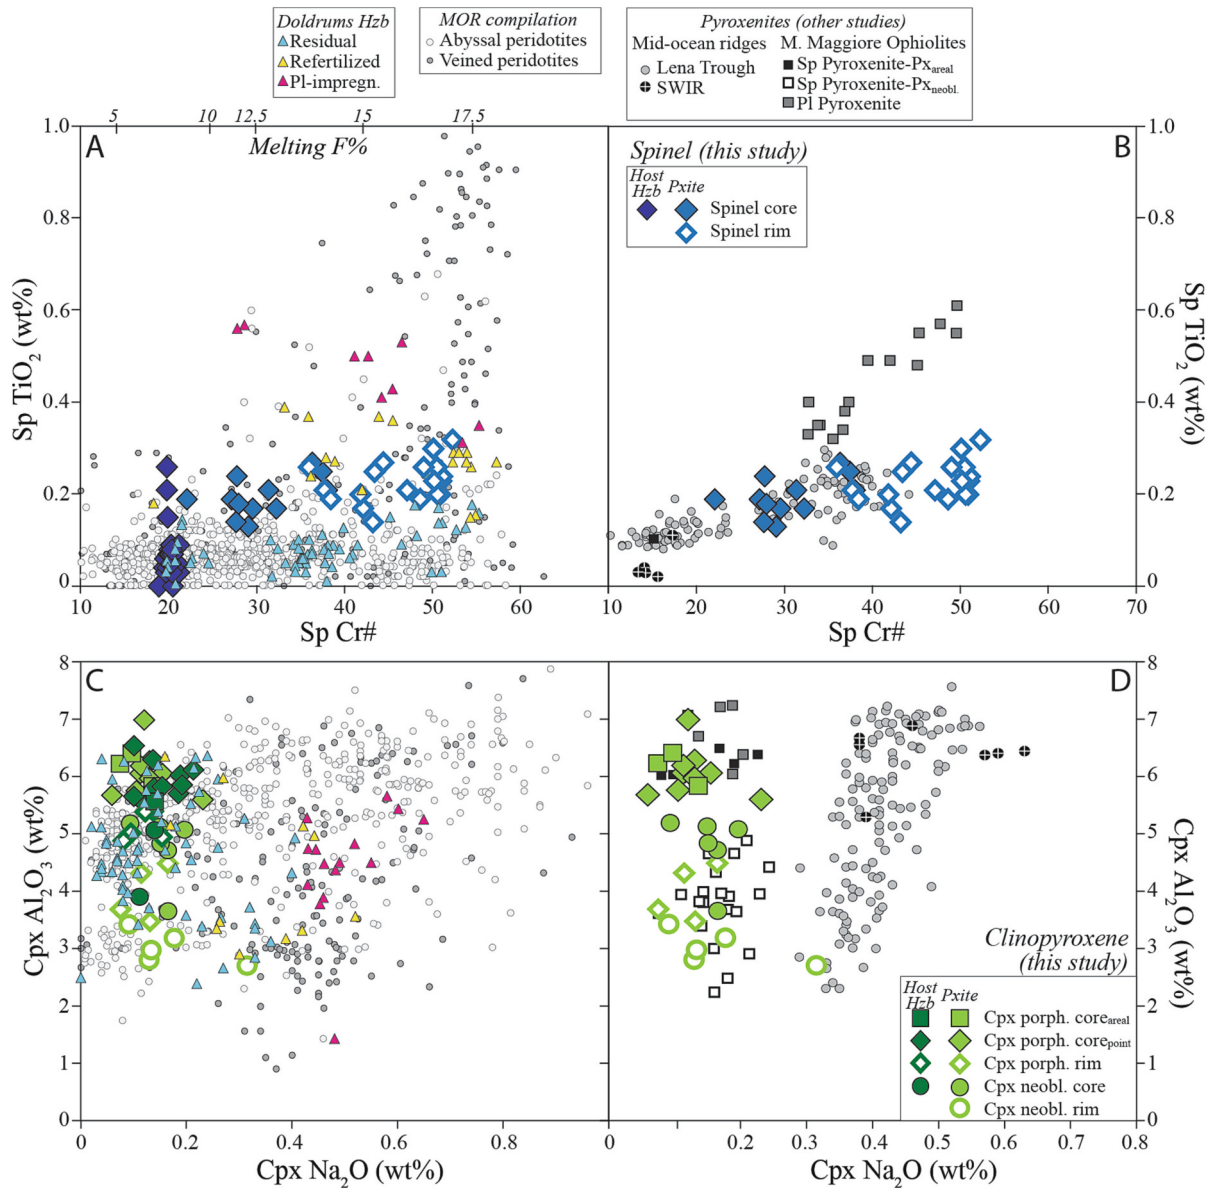 Doldrums Hzb
Residual
Refertilized
Pl-impregn.
MOR compilation
Abyssal peridotites
Veined peridotites
Pyroxenites (other studies)
Mid-ocean ridges
Lena Trough
SWIR
M. Maggiore Ophiolites
Sp Pyroxenite-Pxareal
Sp Pyroxenite-Pxneobl.
Pl Pyroxenite
5 10 12.5 15 17.5
A
Melting F%
1.0
0.8
0.6
0.4
0.2
0
Sp TiO2 (wt%)
10 20 30 40 50 60
Sp Cr#
B
Spinel (this study)
Host Hzb
Pxite
Spinel core
Spinel rim
1.0
0.8
0.6
0.4
0.2
0
Sp TiO2 (wt%)
10 20 30 40 50 60 70
Sp Cr#
C
8
7
6
5
4
3
2
1
0
Cpx Al2O3 (wt%)
0 0.2 0.4 0.6 0.8
Cpx Na2O (wt%)
D
8
7
6
5
4
3
2
1
0
Cpx Al2O3 (wt%)
Clinopyroxene
(this study)
Host Hzb
Pxite
Cpx porph. coreareal
Cpx porph. corepoint
Cpx porph. rim
Cpx neobl. core
Cpx neobl. rim
0.1 0.2 0.3 0.4 0.5 0.6 0.7 0.8
Cpx Na2O (wt%)